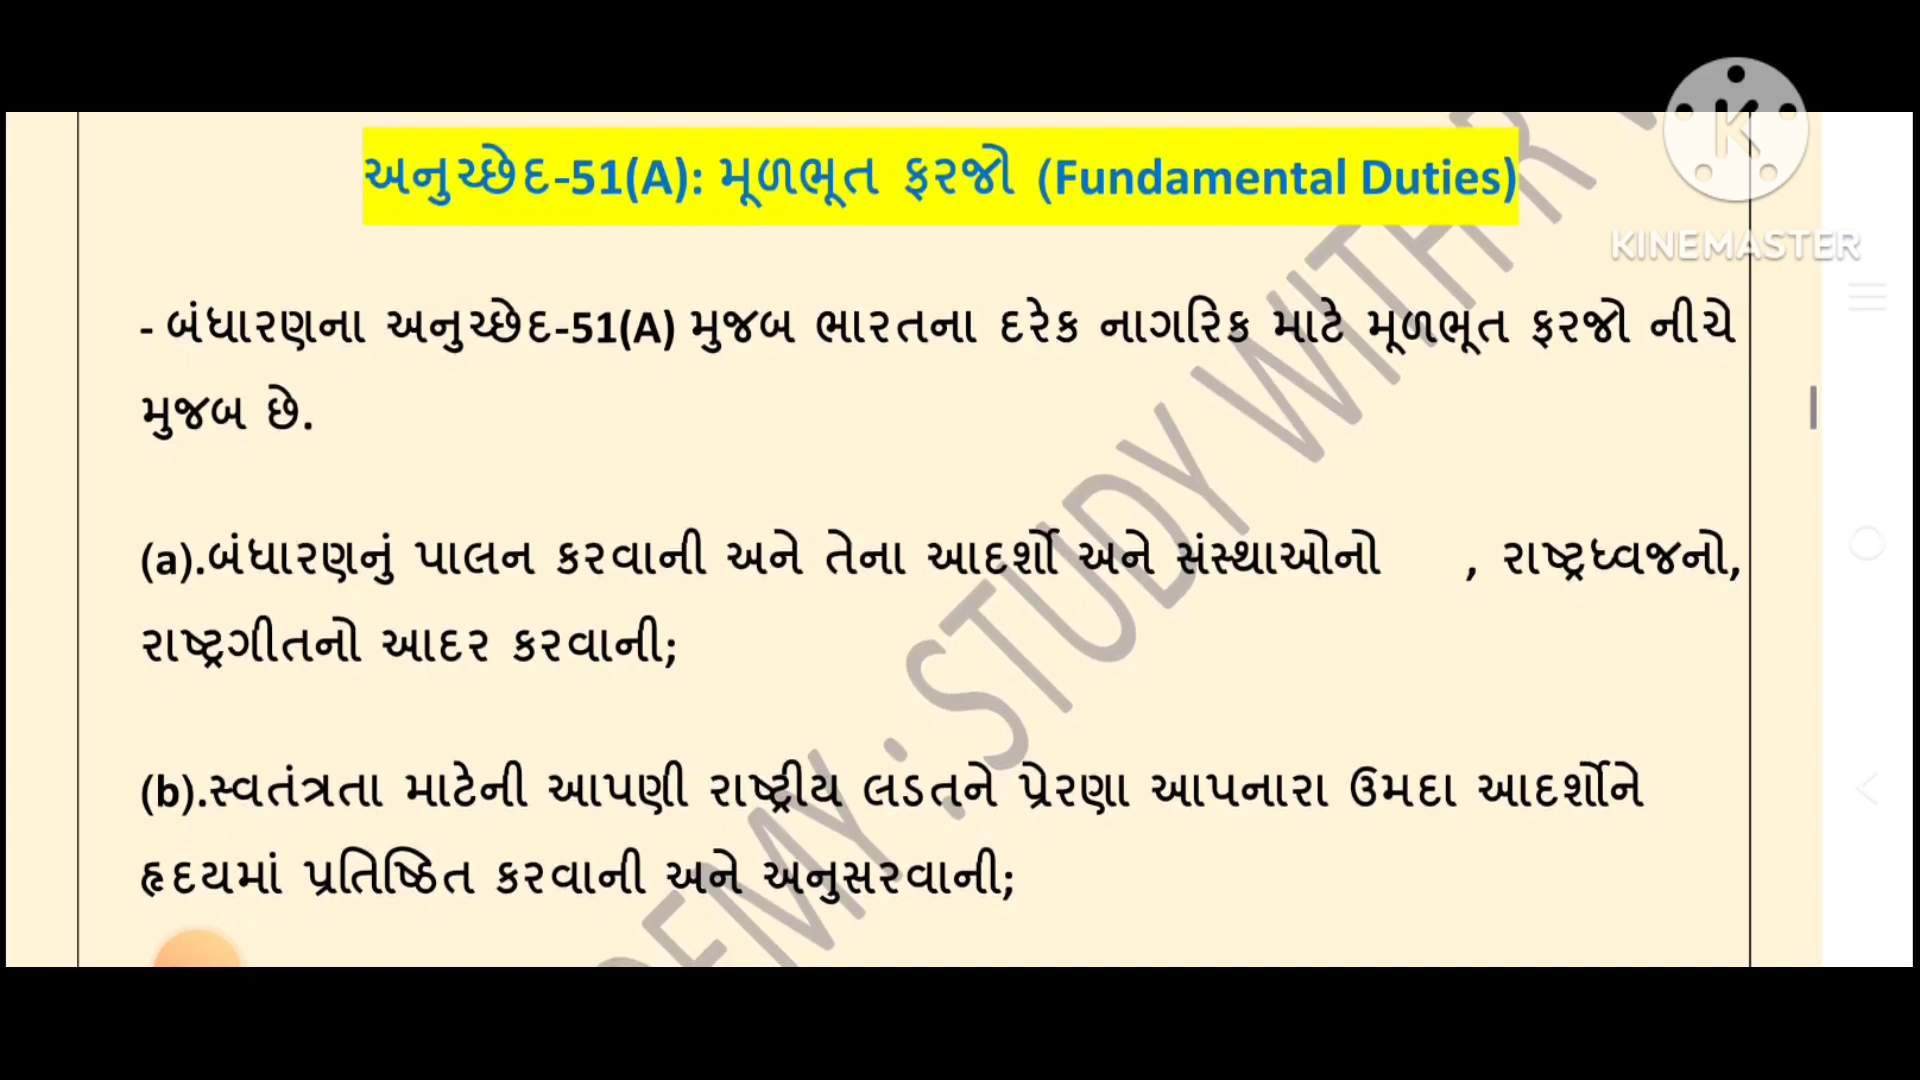 અનુચ્છેદ-51(A): મૂળભૂત ફરજો (Fundamental Duties)
KINEMASTER
- બંધારણના અનુચ્છેદ-51(A) મુજબ ભારતના દરેક નાગરિક માટે મૂળભૂત ફરજો નીચે
મુજબ છે.
(a).બંધારણનું પાલન કરવાની અને તેના આદર્શો અને સંસ્થાઓનો , રાષ્ટ્રધ્વજનો,
રાષ્ટ્રગીતનો આદર કરવાની;
(b).સ્વતંત્રતા માટેની આપણી રાષ્ટ્રીય લડતને પ્રેરણા આપનારા ઉમદા આદર્શોને
હૃદયમાં પ્રતિષ્ઠિત કરવાની અને અનુસરવાની;
: STUDY WITH